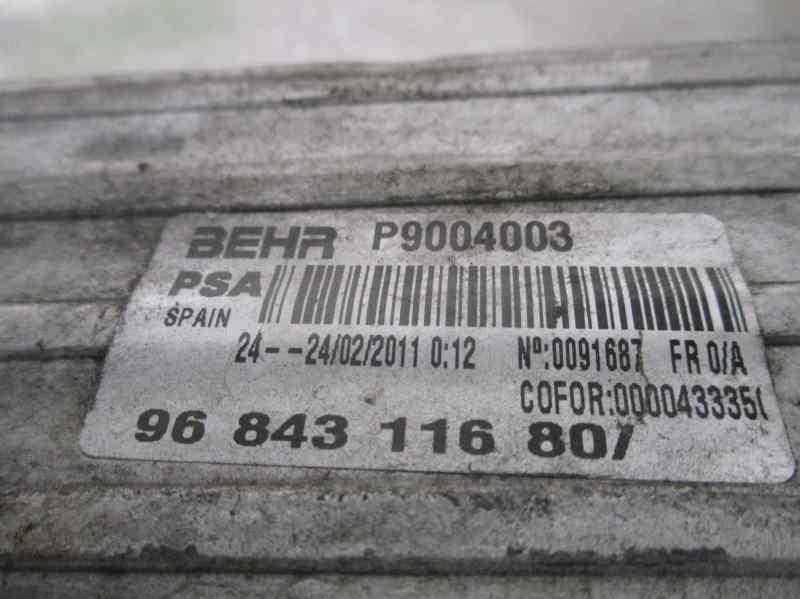 BEHR P9004003
PSA
SPAIN
24--24/02/2011 0:12 Nº:0091687 FR 0/A
COFOR:000043335
96 843 116 80/